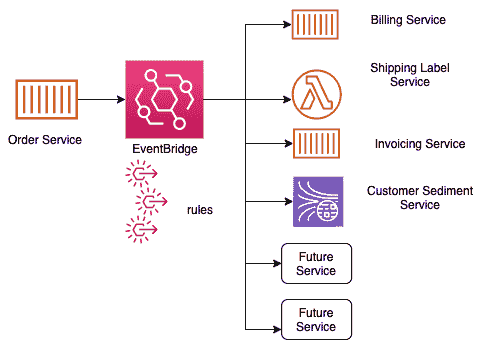 Order Service
EventBridge
rules
Billing Service
Shipping Label
Service
Invoicing Service
Customer Sediment
Service
Future
Service
Future
Service